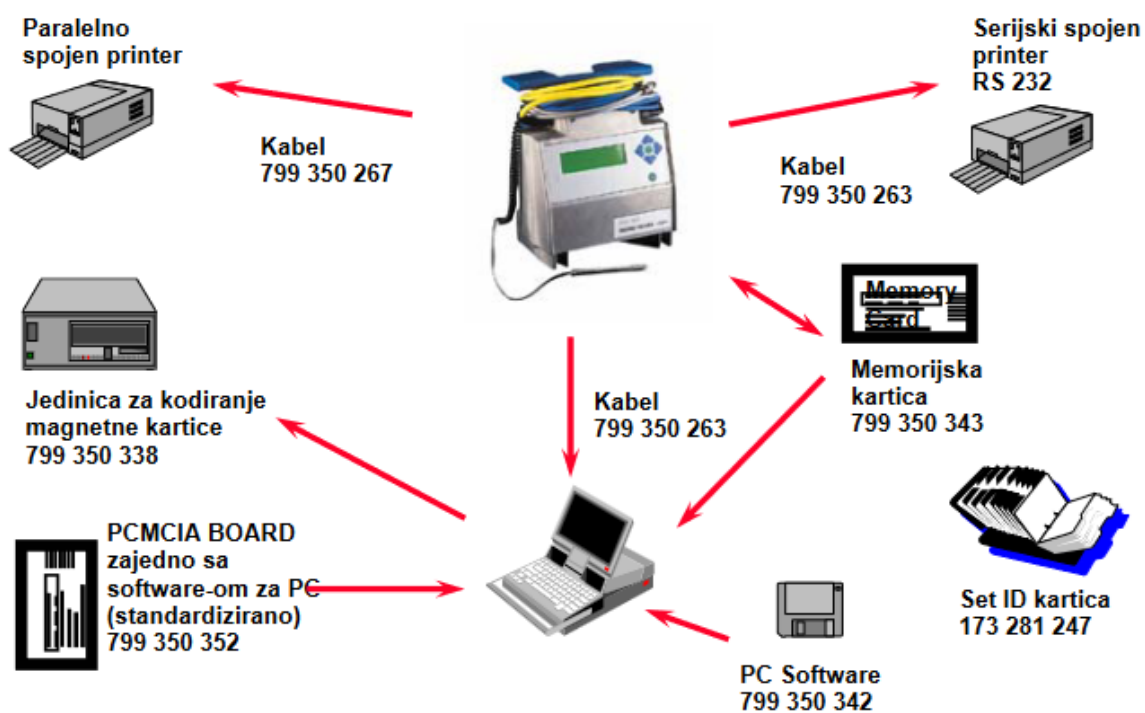 Paralelno
spojen printer
Serijski spojen
printer
RS 232
Kabel
799 350 267
Kabel
799 350 263
Memory
Card
Memorijska
kartica
799 350 343
Jedinica za kodiranje
magnetne kartice
799 350 338
Kabel
799 350 263
PCMCIA BOARD
zajedno sa
software-om za PC
(standardizirano)
799 350 352
Set ID kartica
173 281 247
PC Software
799 350 342